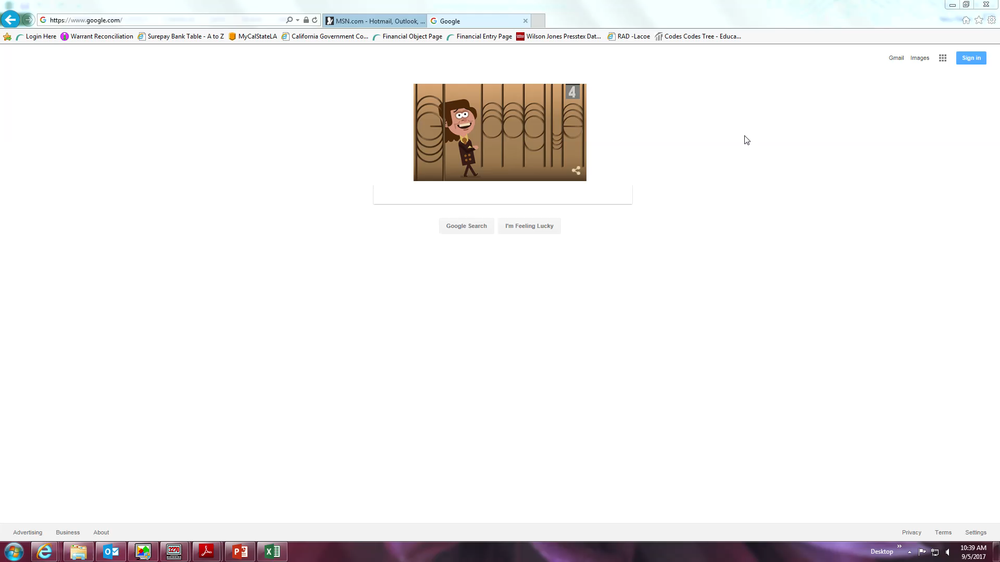 https://www.google.com/
MSN.com - Hotmail, Outlook, ...
Google
Login Here
Warrant Reconciliation
Surepay Bank Table - A to Z
MyCalStateLA
California Government Co...
Financial Object Page
Financial Entry Page
Wilson Jones Presstex Dat...
RAD -Lacoe
Codes Codes Tree - Educa...
Gmail
Images
Sign in
4
Google Search
I'm Feeling Lucky
Advertising
Business
About
Privacy
Terms
Settings
3270
Desktop
10:39 AM
9/5/2017